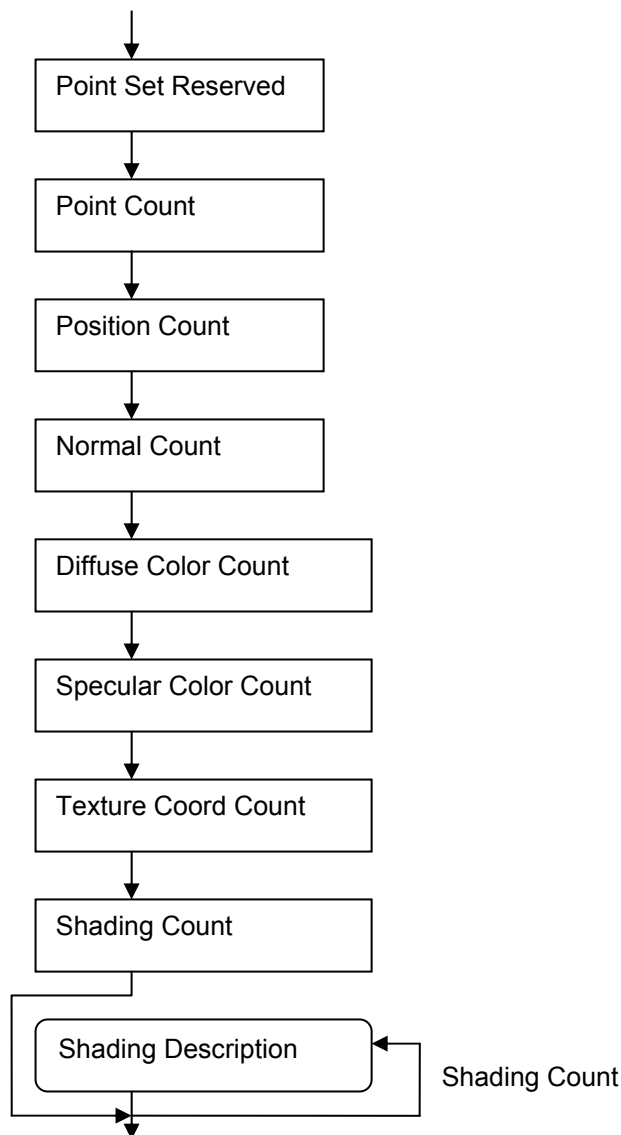 Point Set Reserved
Point Count
Position Count
Normal Count
Diffuse Color Count
Specular Color Count
Texture Coord Count
Shading Count
Shading Description
Shading Count